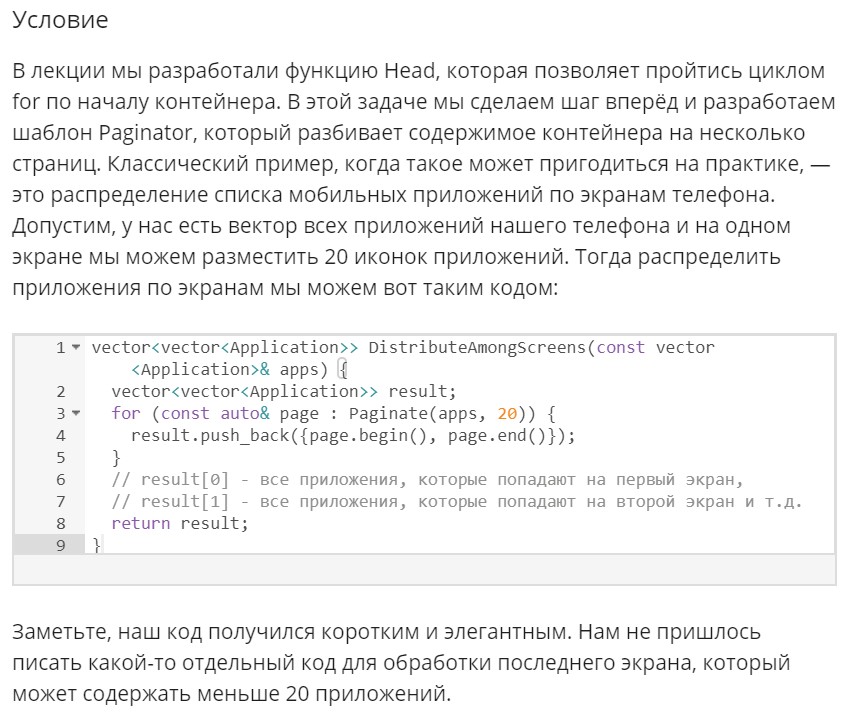 Условие
В лекции мы разработали функцию Head, которая позволяет пройтись циклом
for по началу контейнера. В этой задаче мы сделаем шаг вперёд и разработаем
шаблон Paginator, который разбивает содержимое контейнера на несколько
страниц. Классический пример, когда такое может пригодиться на практике, —
это распределение списка мобильных приложений по экранам телефона.
Допустим, у нас есть вектор всех приложений нашего телефона и на одном
экране мы можем разместить 20 иконок приложений. Тогда распределить
приложения по экранам мы можем вот таким кодом:
1 vector<vector<Application>> DistributeAmongScreens(const vector
<Application>& apps) {
2 vector<vector<Application>> result;
3 for (const auto& page : Paginate(apps, 20)) {
4 result.push_back({page.begin(), page.end()});
5 }
6 // result[0] - все приложения, которые попадают на первый экран,
7 // result[1] - все приложения, которые попадают на второй экран и т.д.
8 return result;
9 }
Заметьте, наш код получился коротким и элегантным. Нам не пришлось
писать какой-то отдельный код для обработки последнего экрана, который
может содержать меньше 20 приложений.